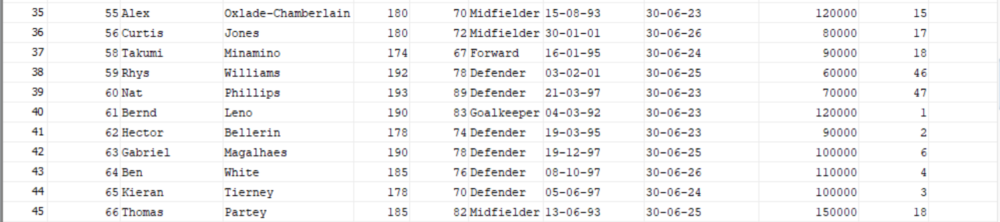 35 55 Alex Oxlade-Chamberlain 180 70 Midfielder 15-08-93 30-06-23 120000 15
36 56 Curtis Jones 180 72 Midfielder 30-01-01 30-06-26 80000 17
37 58 Takumi Minamino 174 67 Forward 16-01-95 30-06-24 90000 18
38 59 Rhys Williams 192 78 Defender 03-02-01 30-06-25 60000 46
39 60 Nat Phillips 193 89 Defender 21-03-97 30-06-23 70000 47
40 61 Bernd Leno 190 83 Goalkeeper 04-03-92 30-06-23 120000 1
41 62 Hector Bellerin 178 74 Defender 19-03-95 30-06-23 90000 2
42 63 Gabriel Magalhaes 190 78 Defender 19-12-97 30-06-25 100000 6
43 64 Ben White 185 76 Defender 08-10-97 30-06-26 110000 4
44 65 Kieran Tierney 178 70 Defender 05-06-97 30-06-24 100000 3
45 66 Thomas Partey 185 82 Midfielder 13-06-93 30-06-25 150000 18